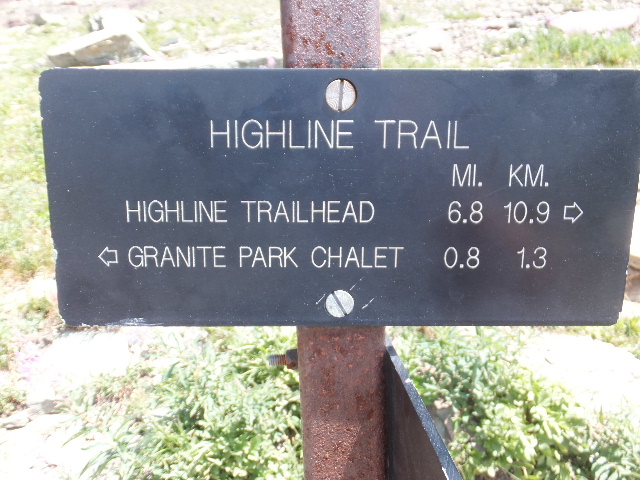 HIGHLINE TRAIL
MI. KM.
HIGHLINE TRAILHEAD 6.8 10.9 ⇨
⇦ GRANITE PARK CHALET 0.8 1.3